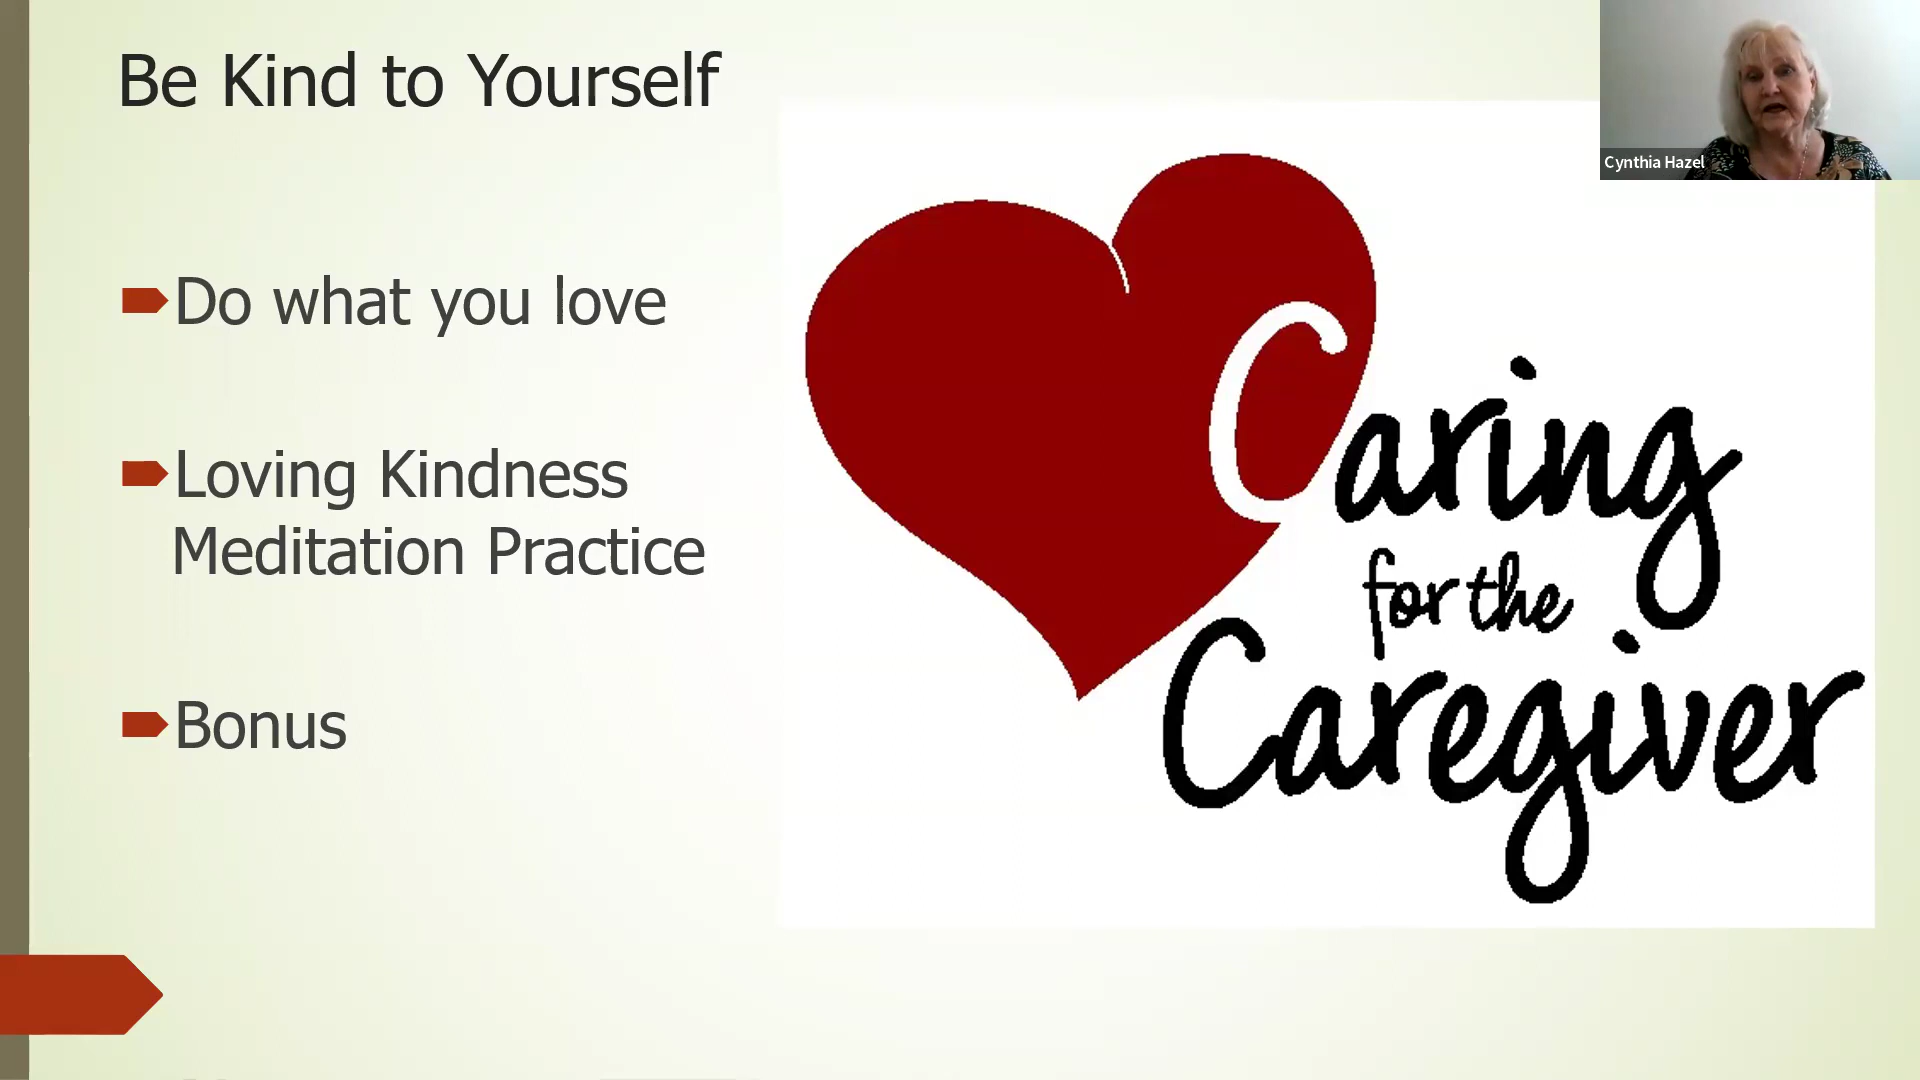 Be Kind to Yourself
Cynthia Hazel
Do what you love
Loving Kindness
Meditation Practice
Bonus
Caring
for the
Caregiver